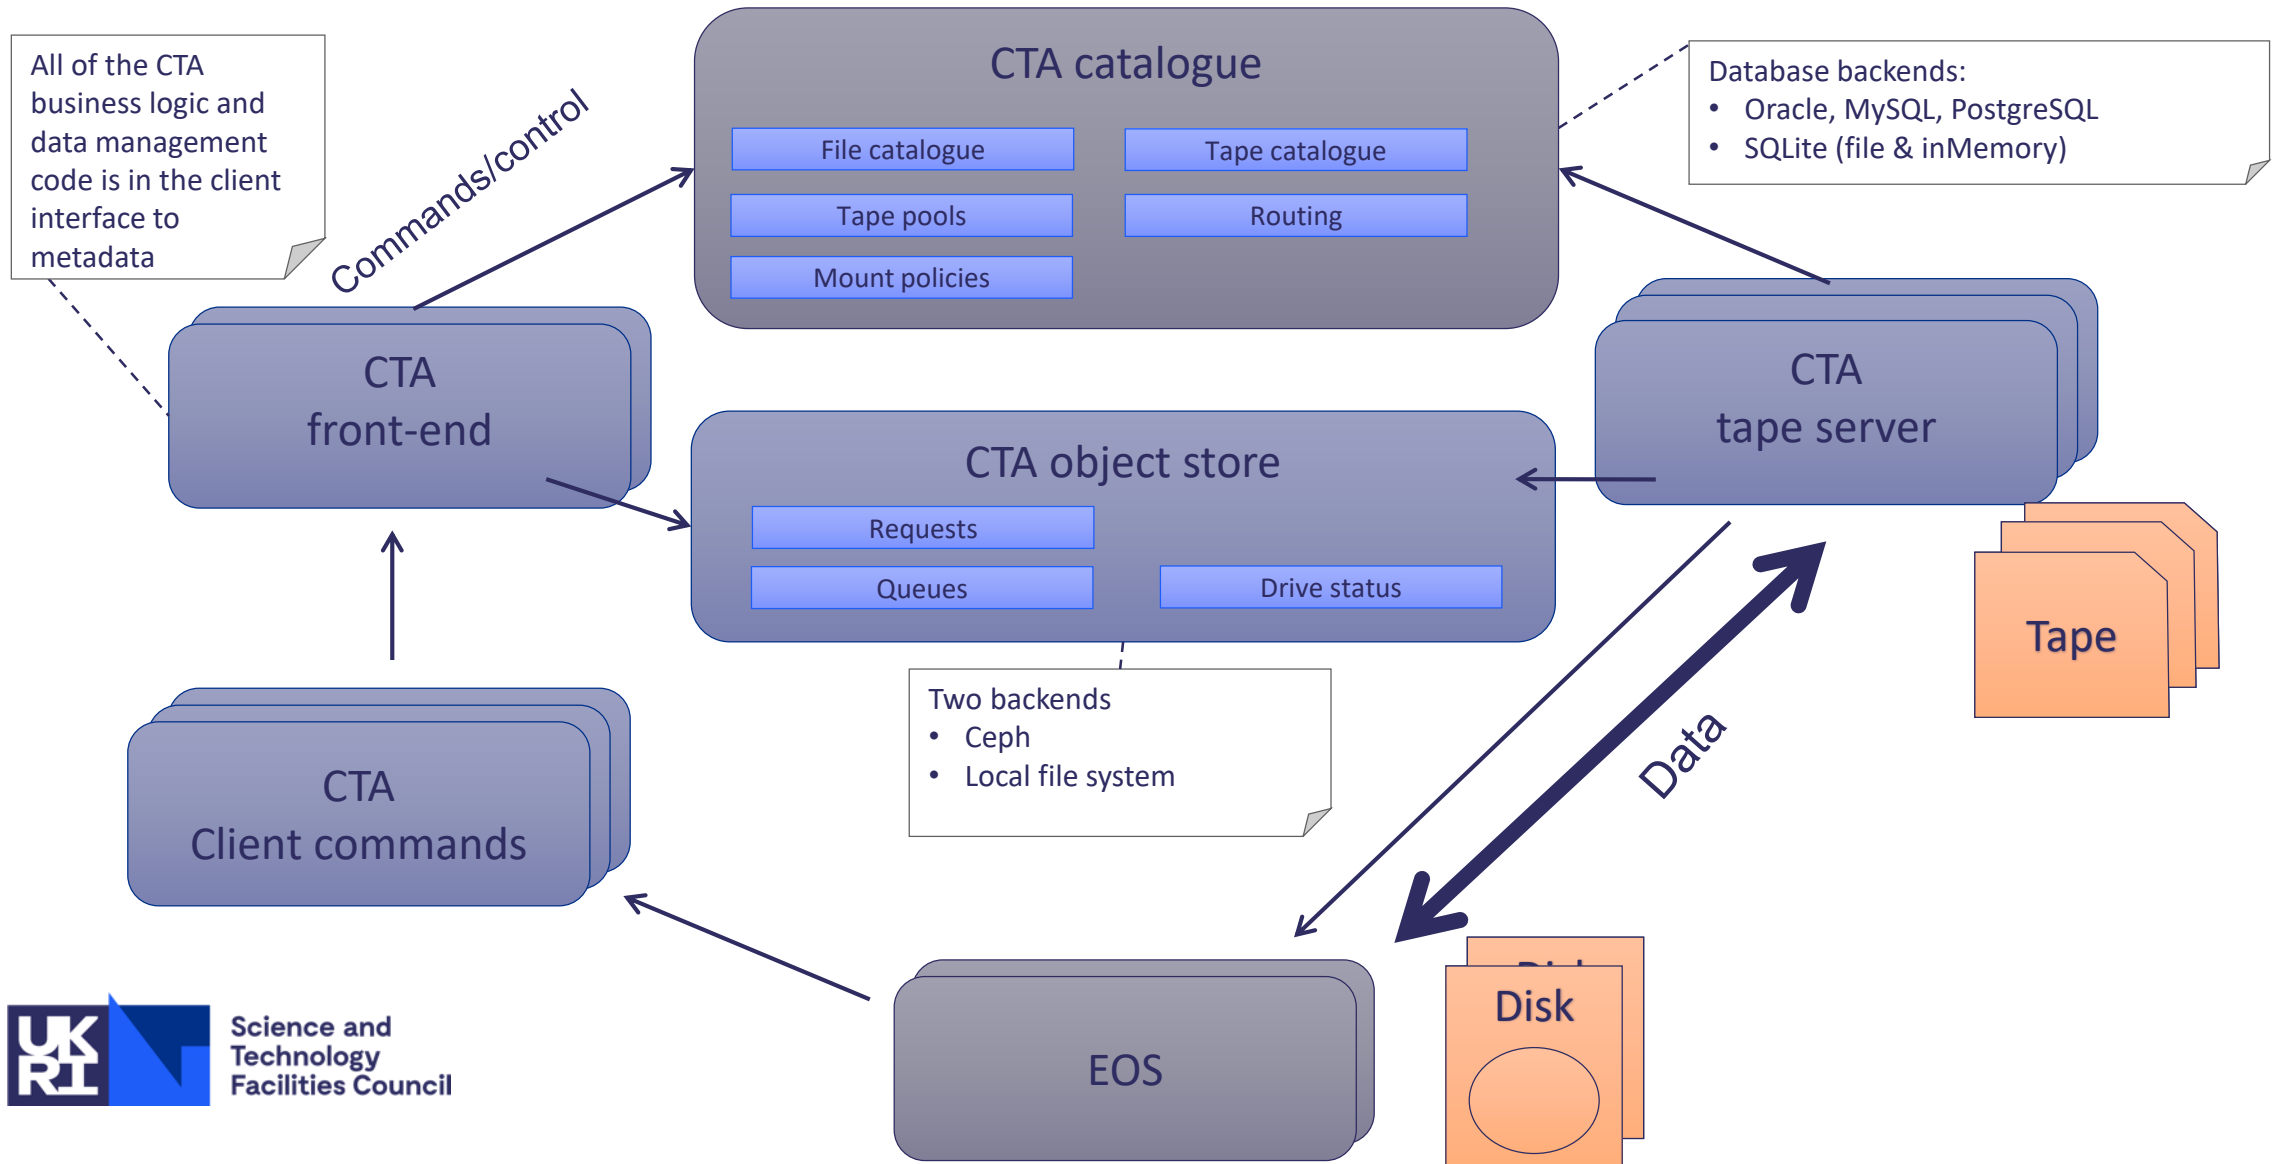 All of the CTA
business logic and
data management
code is in the client
interface to
metadata
Commands/control
CTA catalogue
File catalogue
Tape catalogue
Tape pools
Routing
Mount policies
Database backends:
• Oracle, MySQL, PostgreSQL
• SQLite (file & inMemory)
CTA
front-end
CTA
tape server
CTA object store
Requests
Queues
Drive status
Tape
Two backends
• Ceph
• Local file system
Data
CTA
Client commands
EOS
Disk
Disk
UK
RI
Science and
Technology
Facilities Council